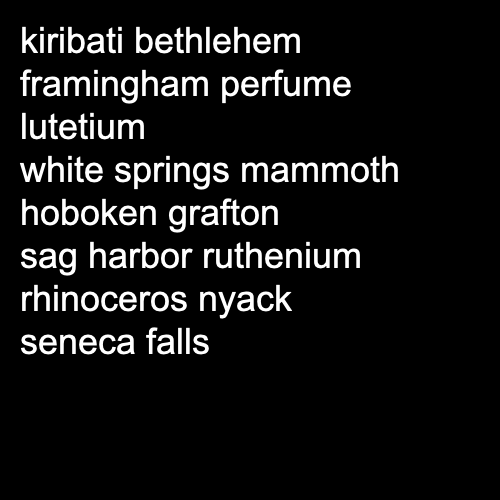 kiribati bethlehem
framingham perfume
lutetium
white springs mammoth
hoboken grafton
sag harbor ruthenium
rhinoceros nyack
seneca falls